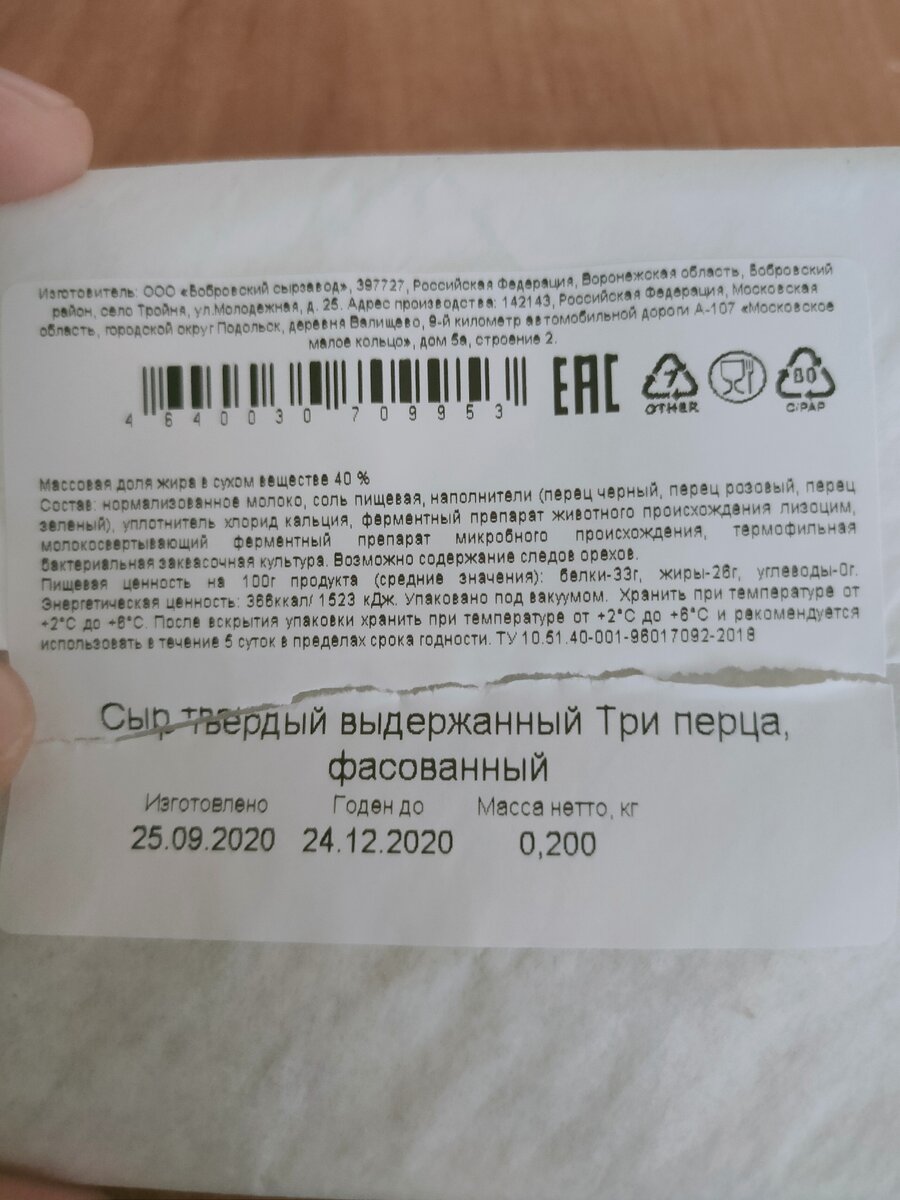 Изготовитель: ООО «Бобровский сырзавод», 397727, Российская Федерация, Воронежская область, Бобровский
район, село Тройня, ул.Молодежная, д. 25. Адрес производства: 142143, Российская Федерация, Московская
область, городской округ Подольск, деревня Валищево, 9-й километр автомобильной дороги А-107 «Московское
малое кольцо», дом 5а, строение 2.
4 640030 709953
EAC
7
OTHER
80
C/PAP
Массовая доля жира в сухом веществе 40 %
Состав: нормализованное молоко, соль пищевая, наполнители (перец черный, перец розовый, перец
зеленый), уплотнитель хлорид кальция, ферментный препарат животного происхождения лизоцим,
молокосвертывающий ферментный препарат микробного происхождения, термофильная
бактериальная заквасочная культура. Возможно содержание следов орехов.
Пищевая ценность на 100г продукта (средние значения): белки-33г, жиры-26г, углеводы-0г.
Энергетическая ценность: 366ккал/ 1523 кДж. Упаковано под вакуумом. Хранить при температуре от
+2°С до +6°С. После вскрытия упаковки хранить при температуре от +2°С до +6°С и рекомендуется
использовать в течение 5 суток в пределах срока годности. ТУ 10.51.40-001-96017092-2018
Сыр твердый выдержанный Три перца,
фасованный
Изготовлено Годен до Масса нетто, кг
25.09.2020 24.12.2020 0,200